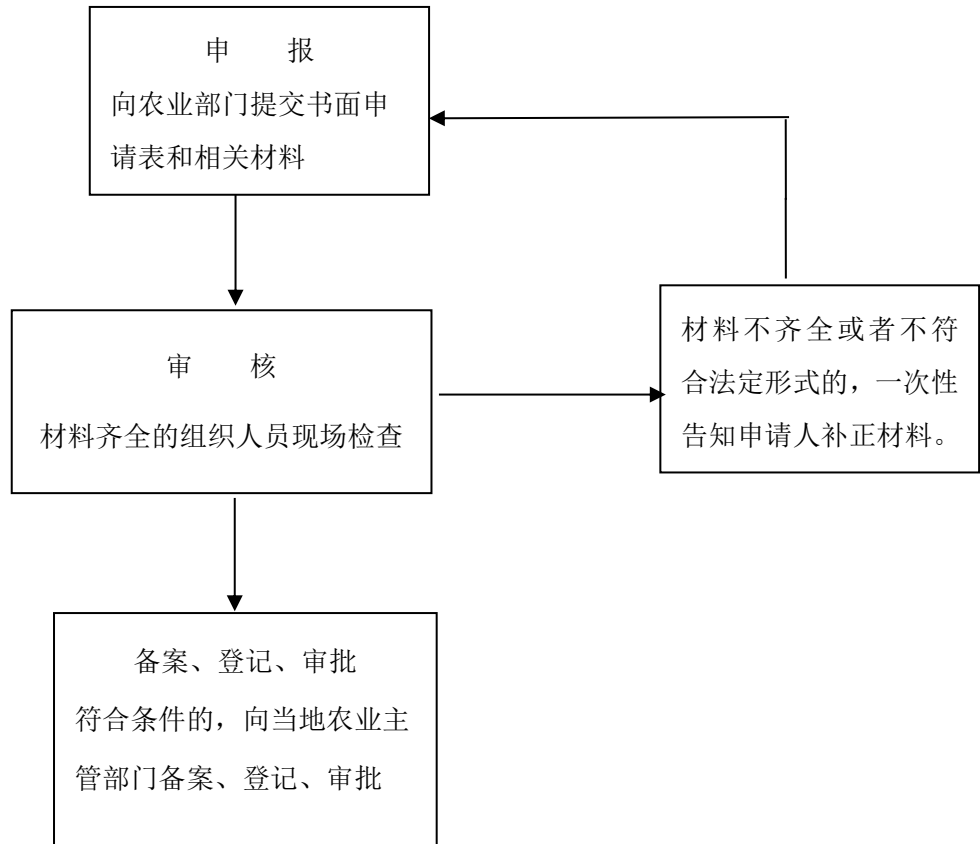 申 报
向农业部门提交书面申
请表和相关材料
审 核
材料齐全的组织人员现场检查
材料不齐全或者不符
合法定形式的，一次性
告知申请人补正材料。
备案、登记、审批
符合条件的，向当地农业主
管部门备案、登记、审批